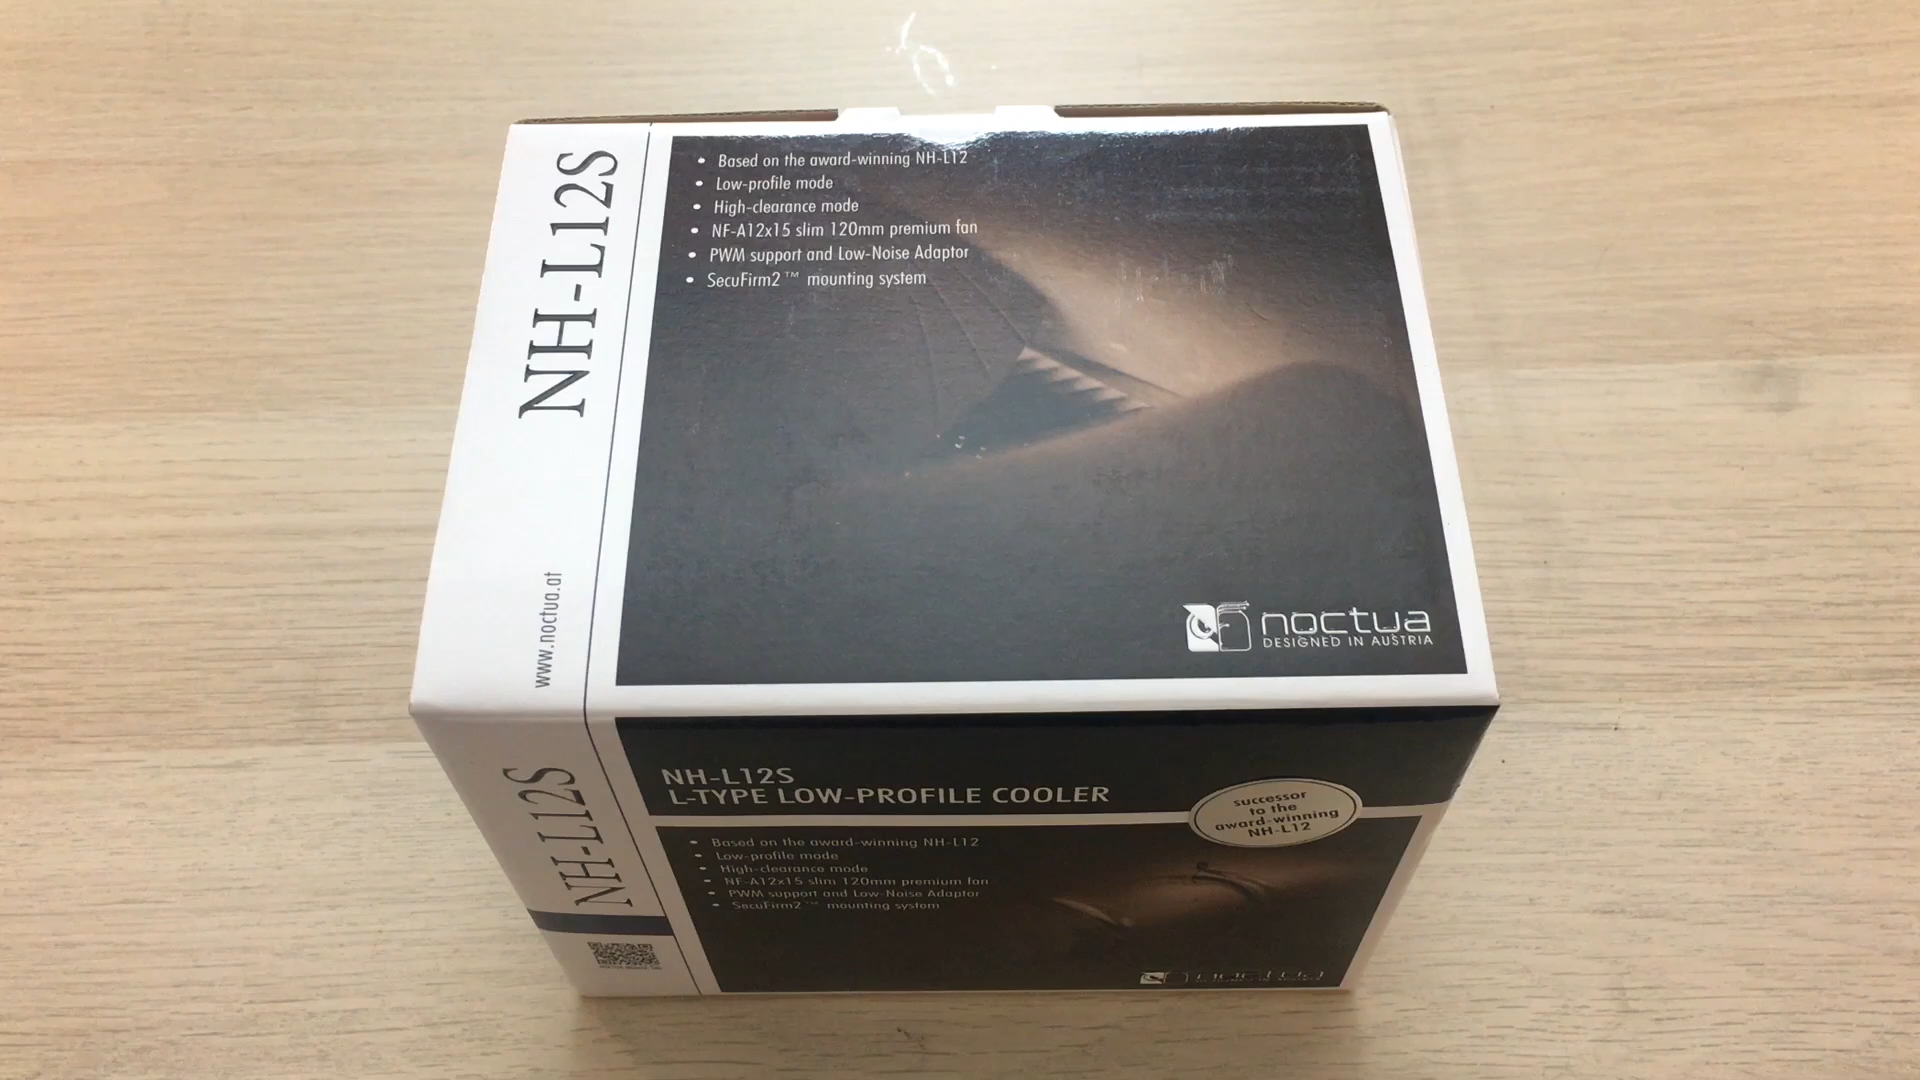 NH-L12S
www.noctua.at
• Based on the award-winning NH-L12
• Low-profile mode
• High-clearance mode
• NF-A12x15 slim 120mm premium fan
• PWM support and Low-Noise Adaptor
• SecuFirm2™ mounting system
noctua
DESIGNED IN AUSTRIA
NH-L12S
NH-L12S
L-TYPE LOW-PROFILE COOLER
successor
to the
award-winning
NH-L12
• Based on the award-winning NH-L12
• Low-profile mode
• High-clearance mode
• NF-A12x15 slim 120mm premium fan
• PWM support and Low-Noise Adaptor
• SecuFirm2™ mounting system
noctua